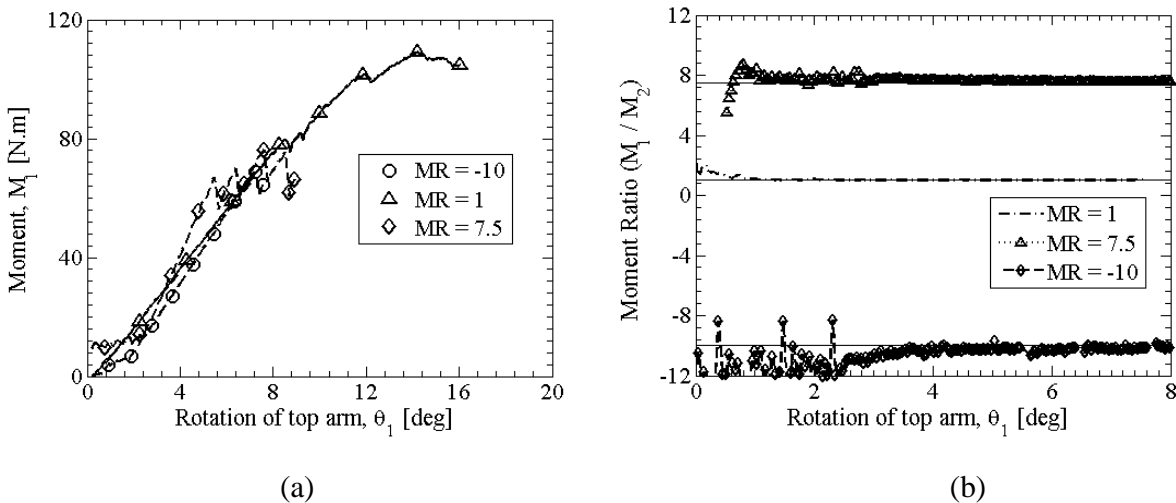 120
80
40
0
0 4 8 12 16 20
Moment, M1 [N.m]
Rotation of top arm, θ1 [deg]
MR = -10
MR = 1
MR = 7.5
(a)
12
8
4
0
-4
-8
-12
0 2 4 6 8
Moment Ratio (M1 / M2)
Rotation of top arm, θ1 [deg]
MR = 1
MR = 7.5
MR = -10
(b)